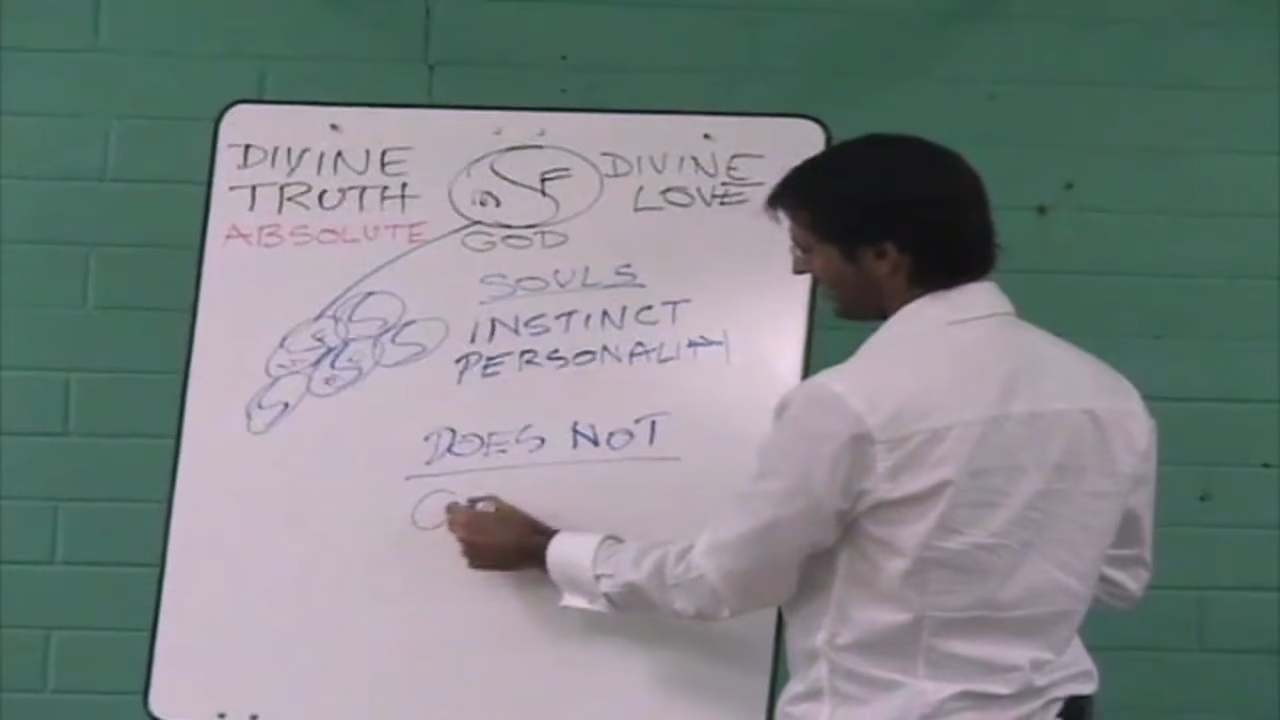 DIVINE
TRUTH
ABSOLUTE
F
DIVINE
LOVE
GOD
SOULS
INSTINCT
PERSONALITY
S
S
S
S
S
DOES NOT